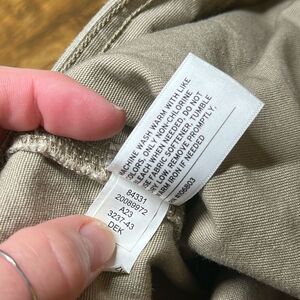 MACHINE WASH WARM WITH LIKE
COLORS, ONLY NON-CHLORINE
BLEACH WHEN NEEDED, DO NOT
USE FABRIC SOFTENER, TUMBLE
DRY LOW, REMOVE PROMPTLY,
WARM IRON IF NEEDED.
84331
20089972
A23
3237-43
DEK